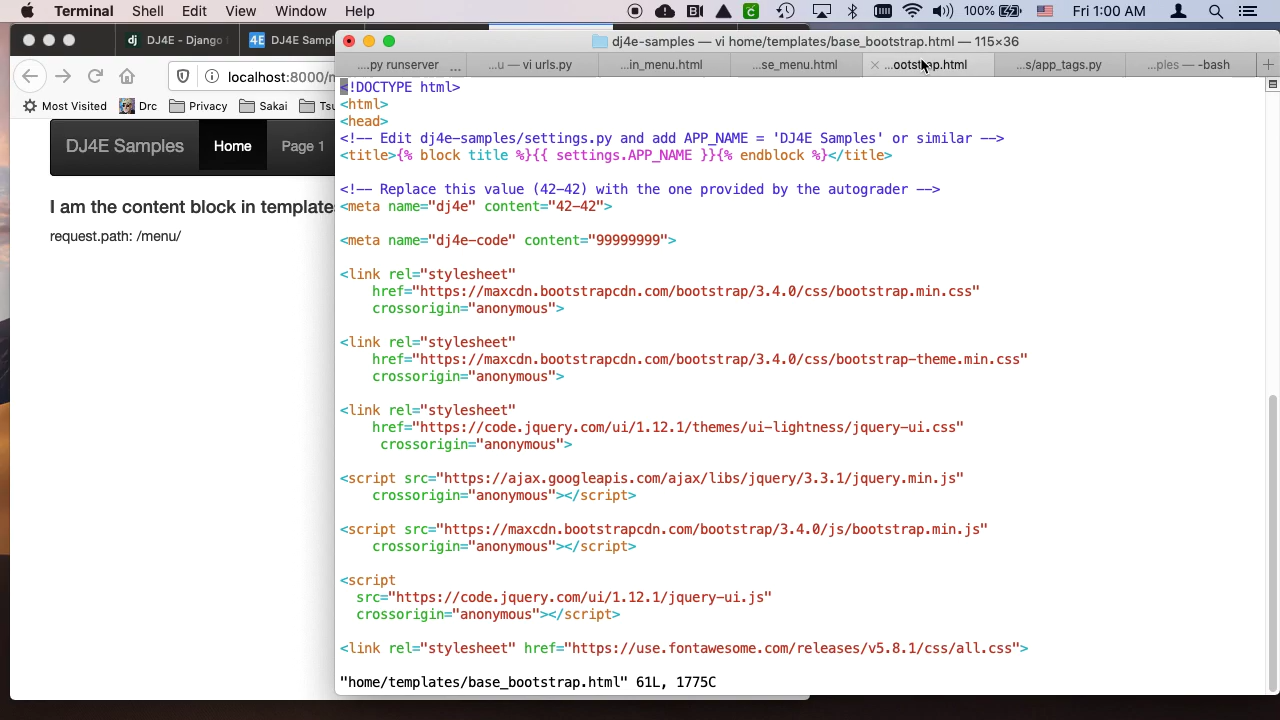 Terminal Shell Edit View Window Help 100% Fri 1:00 AM
dj DJ4E - Django 4E DJ4E Sampl
dj4e-samples — vi home/templates/base_bootstrap.html — 115×36
....py runserver ... ...u — vi urls.py ...in_menu.html ...se_menu.html ...ootstrap.html ...s/app_tags.py ...ples — -bash
localhost:8000/m
Most Visited Drc Privacy Sakai Tsu
DJ4E Samples Home Page 1
I am the content block in template
request.path: /menu/
<!DOCTYPE html>
<html>
<head>
<!-- Edit dj4e-samples/settings.py and add APP_NAME = 'DJ4E Samples' or similar -->
<title>{% block title %}{{ settings.APP_NAME }}{% endblock %}</title>
<!-- Replace this value (42-42) with the one provided by the autograder -->
<meta name="dj4e" content="42-42">
<meta name="dj4e-code" content="99999999">
<link rel="stylesheet"
href="https://maxcdn.bootstrapcdn.com/bootstrap/3.4.0/css/bootstrap.min.css"
crossorigin="anonymous">
<link rel="stylesheet"
href="https://maxcdn.bootstrapcdn.com/bootstrap/3.4.0/css/bootstrap-theme.min.css"
crossorigin="anonymous">
<link rel="stylesheet"
href="https://code.jquery.com/ui/1.12.1/themes/ui-lightness/jquery-ui.css"
crossorigin="anonymous">
<script src="https://ajax.googleapis.com/ajax/libs/jquery/3.3.1/jquery.min.js"
crossorigin="anonymous"></script>
<script src="https://maxcdn.bootstrapcdn.com/bootstrap/3.4.0/js/bootstrap.min.js"
crossorigin="anonymous"></script>
<script
src="https://code.jquery.com/ui/1.12.1/jquery-ui.js"
crossorigin="anonymous"></script>
<link rel="stylesheet" href="https://use.fontawesome.com/releases/v5.8.1/css/all.css">
"home/templates/base_bootstrap.html" 61L, 1775C